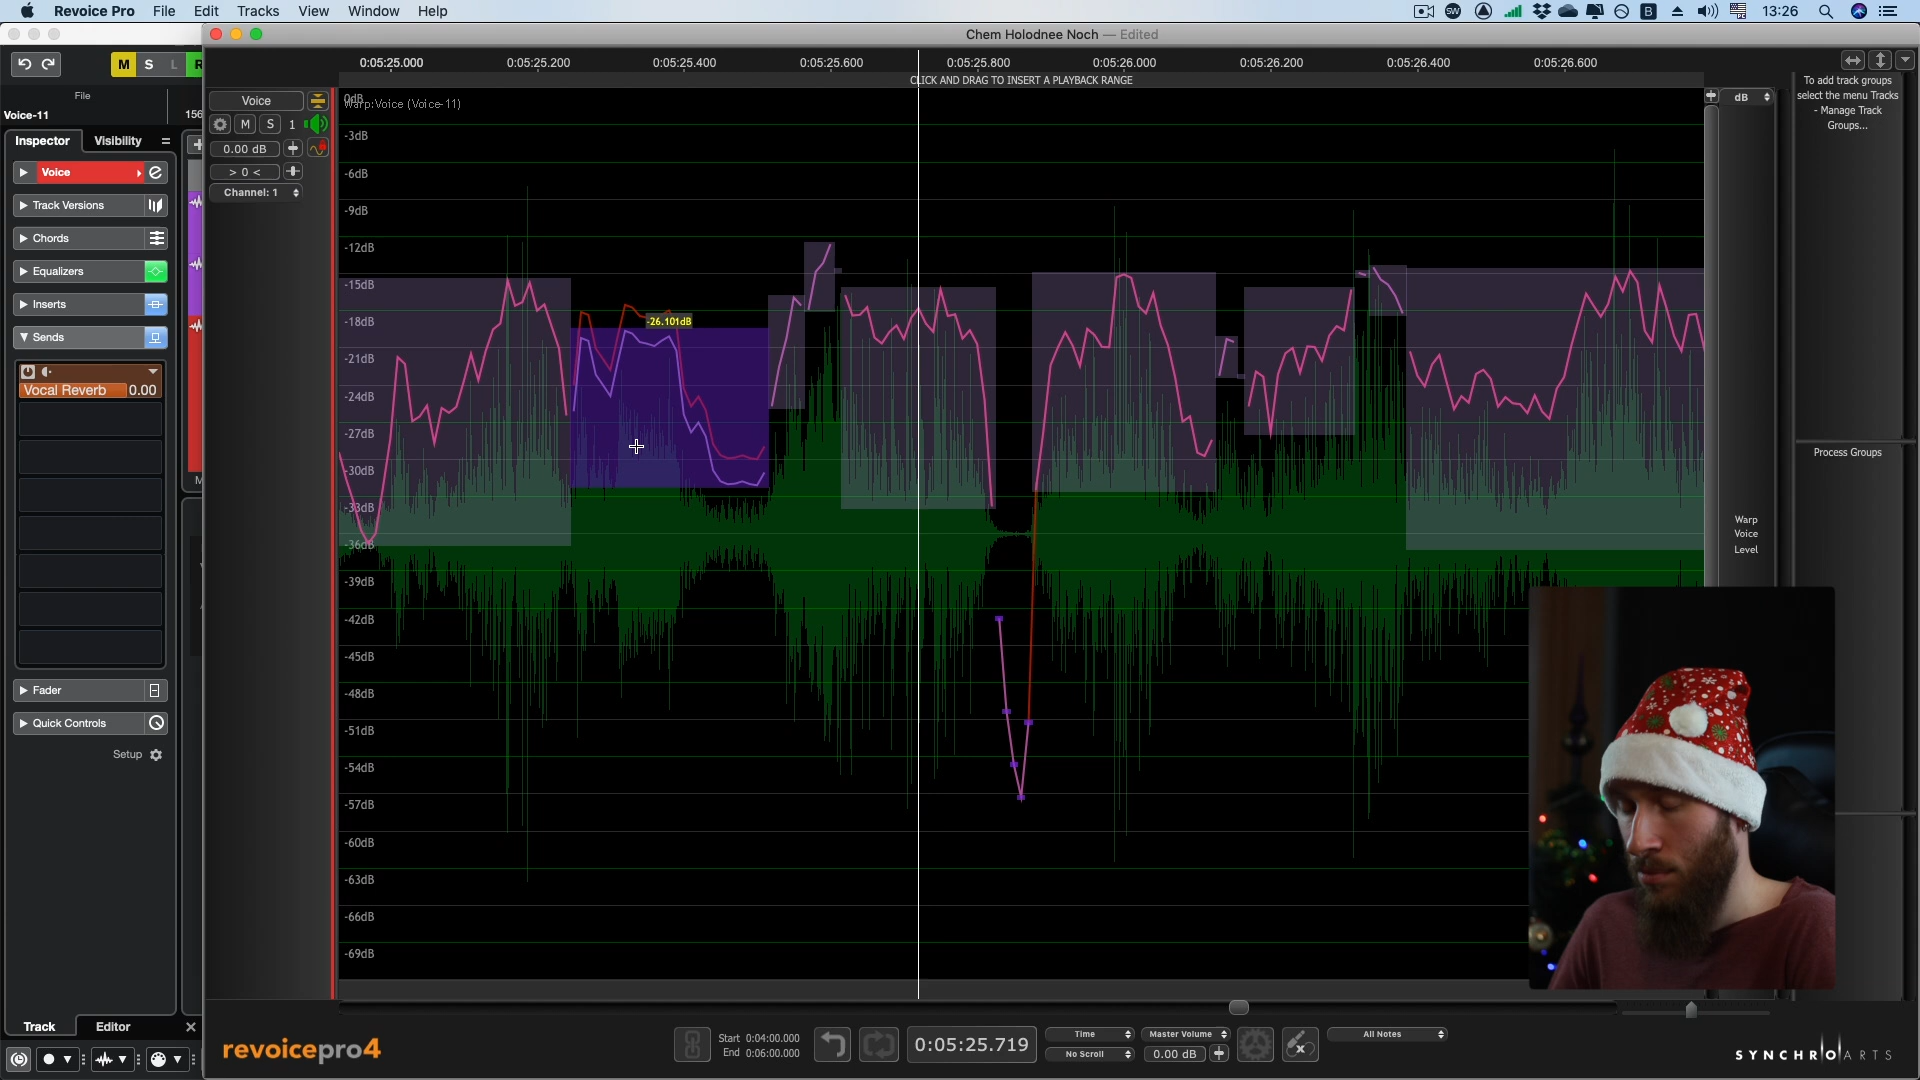 Revoice Pro File Edit Tracks View Window Help
13:26
Chem Holodnee Noch — Edited
M S L R
File
Voice-11
156
Inspector Visibility
Voice
Track Versions
Chords
Equalizers
Inserts
Sends
Vocal Reverb 0.00
Fader
Quick Controls
Setup
Track Editor
0:05:25.000 0:05:25.200 0:05:25.400 0:05:25.600 0:05:25.800 0:05:26.000 0:05:26.200 0:05:26.400 0:05:26.600
CLICK AND DRAG TO INSERT A PLAYBACK RANGE
Voice
M S 1
0.00 dB
> 0 <
Channel: 1
0dB
Warp:Voice (Voice-11)
-3dB
-6dB
-9dB
-12dB
-15dB
-18dB
-21dB
-24dB
-27dB
-30dB
-33dB
-36dB
-39dB
-42dB
-45dB
-48dB
-51dB
-54dB
-57dB
-60dB
-63dB
-66dB
-69dB
-26.101dB
dB
Warp
Voice
Level
To add track groups
select the menu Tracks
- Manage Track
Groups...
Process Groups
revoicepro4
Start 0:04:00.000
End 0:06:00.000
0:05:25.719
Time
No Scroll
Master Volume
0.00 dB
All Notes
SYNCHROARTS